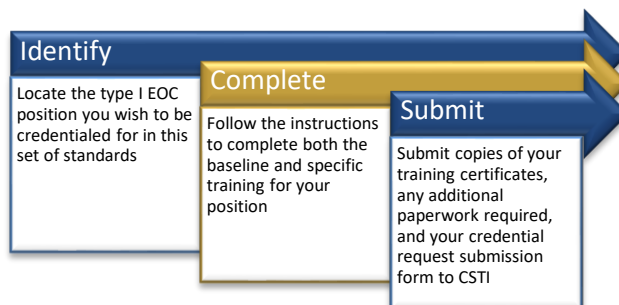 Identify
Locate the type I EOC
position you wish to be
credentialed for in this
set of standards
Complete
Follow the instructions
to complete both the
baseline and specific
training for your
position
Submit
Submit copies of your
training certificates,
any additional
paperwork required,
and your credential
request submission
form to CSTI